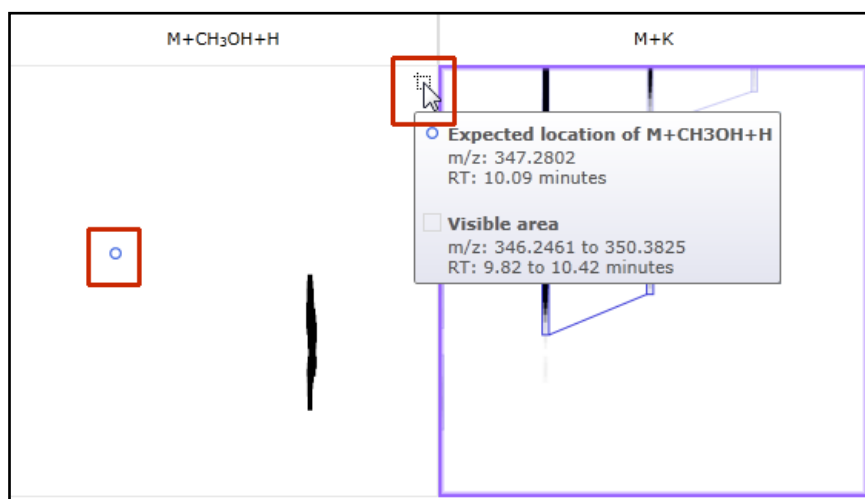 M+CH₃OH+H
M+K
Expected location of M+CH3OH+H
m/z: 347.2802
RT: 10.09 minutes
Visible area
m/z: 346.2461 to 350.3825
RT: 9.82 to 10.42 minutes